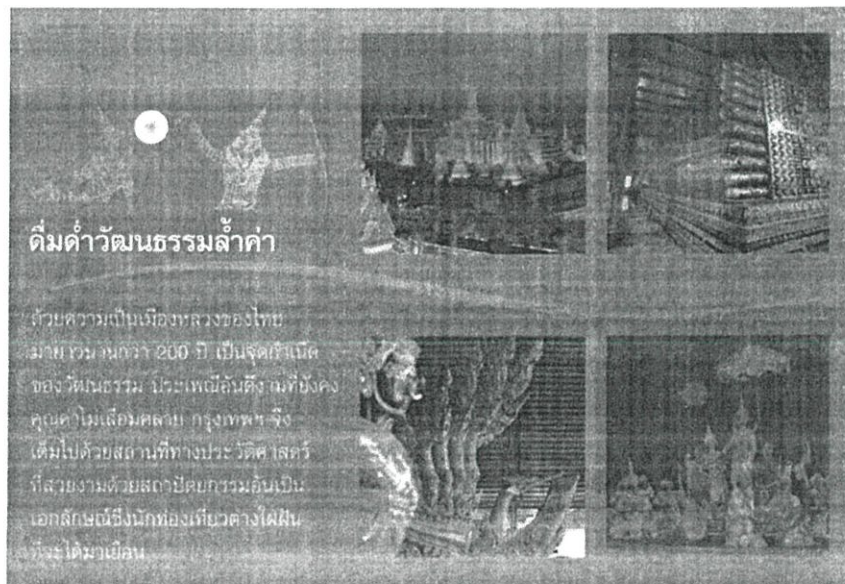 ดื่มด่ำวัฒนธรรมล้ำค่า
ด้วยความเป็นเมืองหลวงของไทย
มายาวนานกว่า 200 ปี เป็นจุดกำเนิด
ของวัฒนธรรม ประเพณีอันดีงามที่ยังคง
คุณค่าไม่เสื่อมคลาย กรุงเทพฯ จึง
เต็มไปด้วยสถานที่ทางประวัติศาสตร์
ที่สวยงามด้วยสถาปัตยกรรมอันเป็น
เอกลักษณ์ซึ่งนักท่องเที่ยวต่างใฝ่ฝัน
ที่จะได้มาเยือน